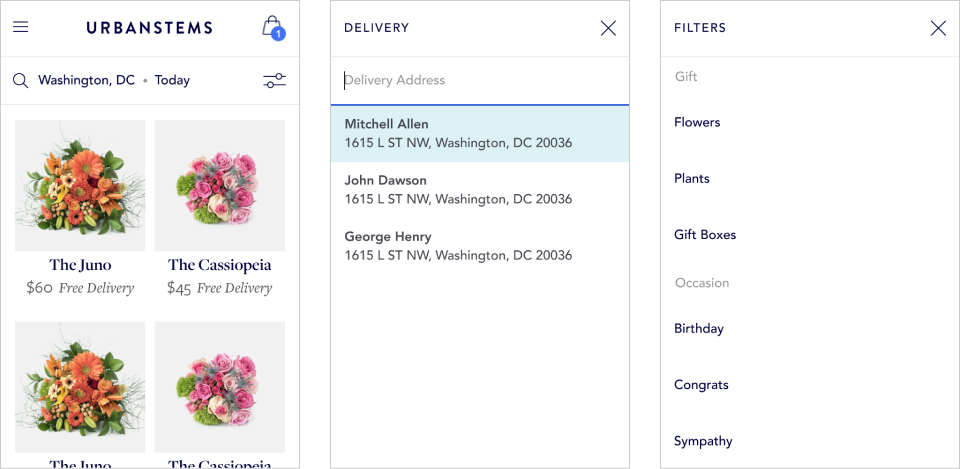 URBANSTEMS
1
Washington, DC • Today
The Juno
$60 Free Delivery
The Cassiopeia
$45 Free Delivery
The Juno
The Cassiopeia
DELIVERY
Delivery Address
Mitchell Allen
1615 L ST NW, Washington, DC 20036
John Dawson
1615 L ST NW, Washington, DC 20036
George Henry
1615 L ST NW, Washington, DC 20036
FILTERS
Gift
Flowers
Plants
Gift Boxes
Occasion
Birthday
Congrats
Sympathy